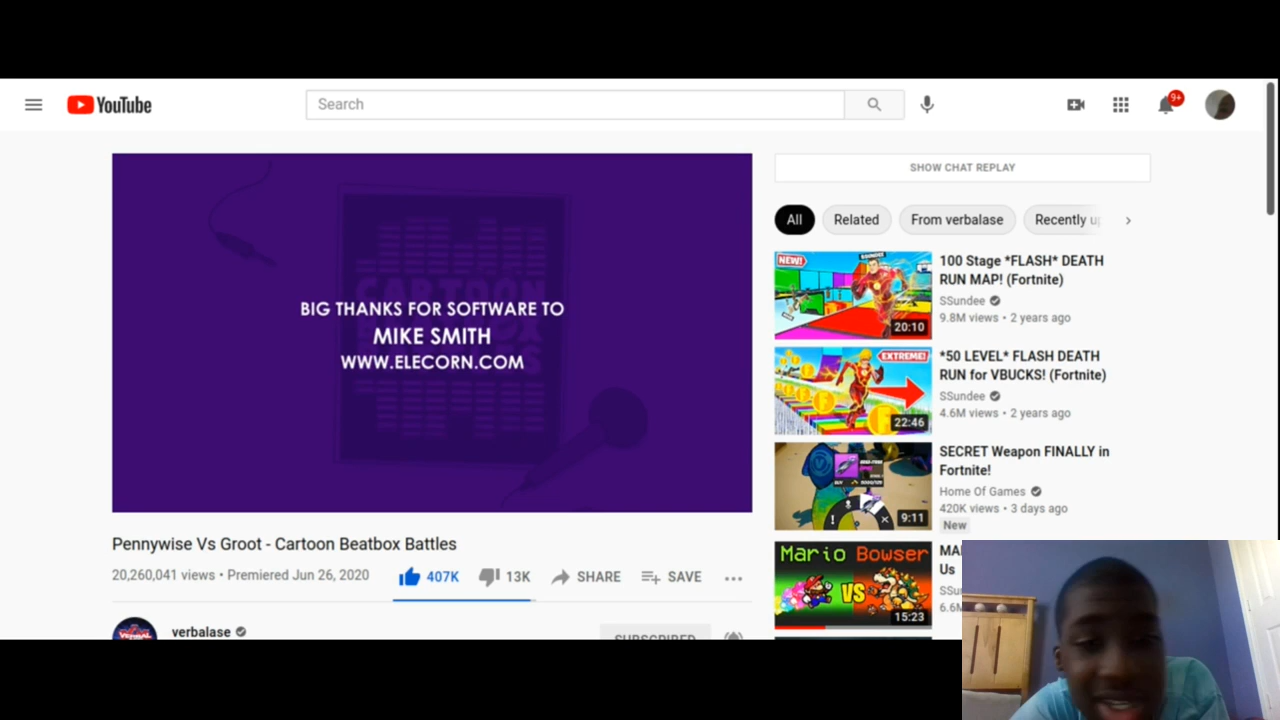 YouTube
Search
9+
BIG THANKS FOR SOFTWARE TO
MIKE SMITH
WWW.ELECORN.COM
Pennywise Vs Groot - Cartoon Beatbox Battles
20,260,041 views • Premiered Jun 26, 2020
407K
13K
SHARE
SAVE
verbalase
SUBSCRIBED
SHOW CHAT REPLAY
All
Related
From verbalase
Recently
NEW!
20:10
100 Stage *FLASH* DEATH
RUN MAP! (Fortnite)
SSundee
9.8M views • 2 years ago
EXTREME!
22:46
*50 LEVEL* FLASH DEATH
RUN for VBUCKS! (Fortnite)
SSundee
4.6M views • 2 years ago
9:11
SECRET Weapon FINALLY in
Fortnite!
Home Of Games
420K views • 3 days ago
New
Mario Bowser
VS
15:23
Us